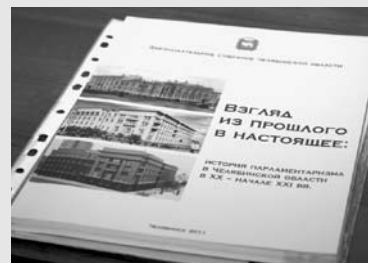 ЗАКОНОДАТЕЛЬНОЕ СОБРАНИЕ ЧЕЛЯБИНСКОЙ ОБЛАСТИ
ВЗГЛЯД
ИЗ ПРОШЛОГО
В НАСТОЯЩЕЕ:
ИСТОРИЯ ПАРЛАМЕНТАРИЗМА
В ЧЕЛЯБИНСКОЙ ОБЛАСТИ
В XX – НАЧАЛЕ XXI ВВ.
ЧЕЛЯБИНСК 2011